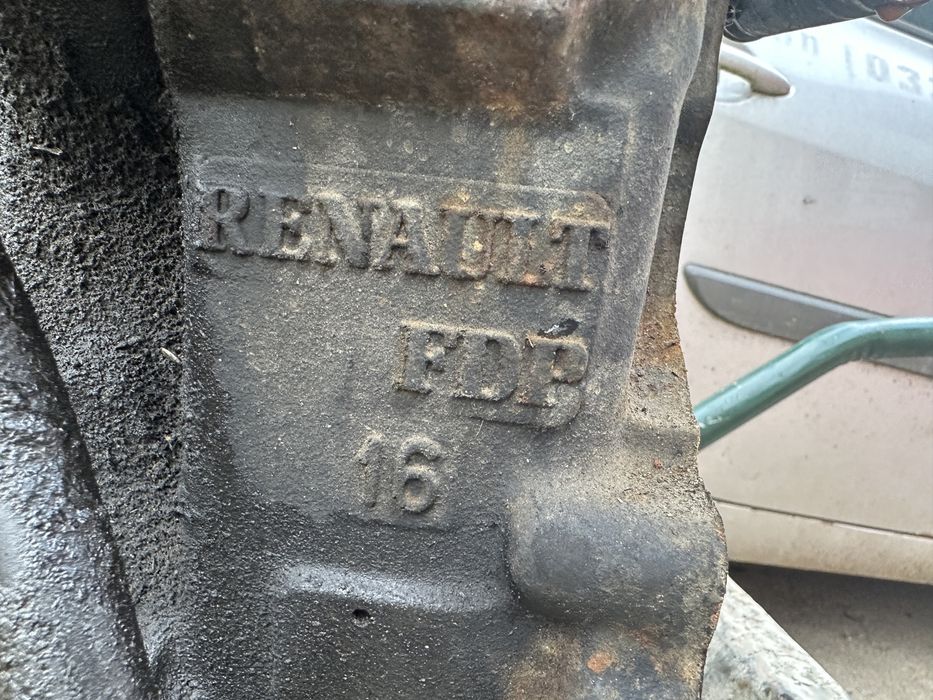 RENAULT
FDP
16